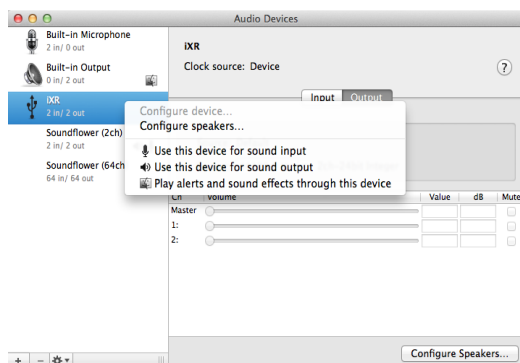 Audio Devices
Built-in Microphone
2 in/ 0 out
Built-in Output
0 in/ 2 out
iXR
2 in/ 2 out
Soundflower (2ch)
2 in/ 2 out
Soundflower (64ch
64 in/ 64 out
iXR
Clock source: Device
?
Input Output
Configure device...
Configure speakers...
Use this device for sound input
Use this device for sound output
Play alerts and sound effects through this device
Ch Volume Value dB Mute
Master
1:
2:
Configure Speakers...